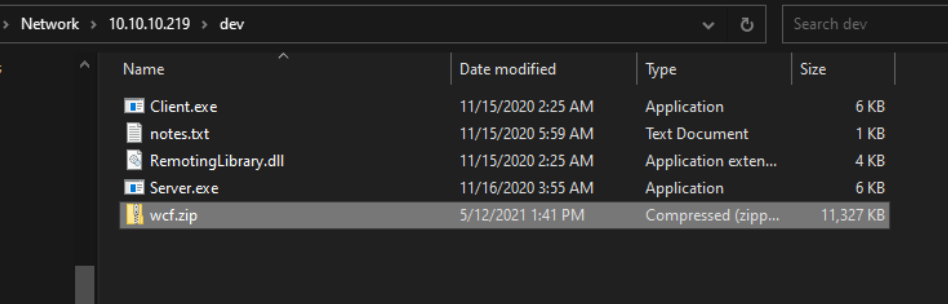 Network > 10.10.10.219 > dev
Search dev
Name Date modified Type Size
Client.exe 11/15/2020 2:25 AM Application 6 KB
notes.txt 11/15/2020 5:59 AM Text Document 1 KB
RemotingLibrary.dll 11/15/2020 2:25 AM Application exten... 4 KB
Server.exe 11/16/2020 3:55 AM Application 6 KB
wcf.zip 5/12/2021 1:41 PM Compressed (zipp... 11,327 KB